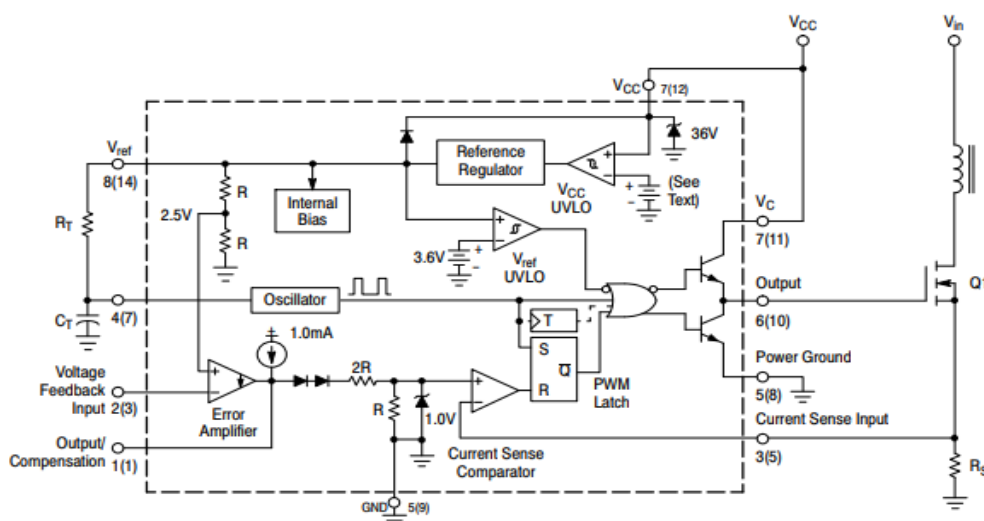 VCC
Vin
VCC 7(12)
Vref
8(14)
36V
Reference
Regulator
+
-
VCC
UVLO
+
-
(See
Text)
RT
R
2.5V
R
Internal
Bias
VC
7(11)
+
-
3.6V
+
-
Vref
UVLO
Output
6(10)
Q1
CT
4(7)
Oscillator
1.0mA
T
S
Q
R
PWM
Latch
Power Ground
5(8)
Voltage
Feedback
Input 2(3)
+
-
Error
Amplifier
2R
R
1.0V
+
-
Current Sense
Comparator
Current Sense Input
3(5)
Output/
Compensation 1(1)
GND 5(9)